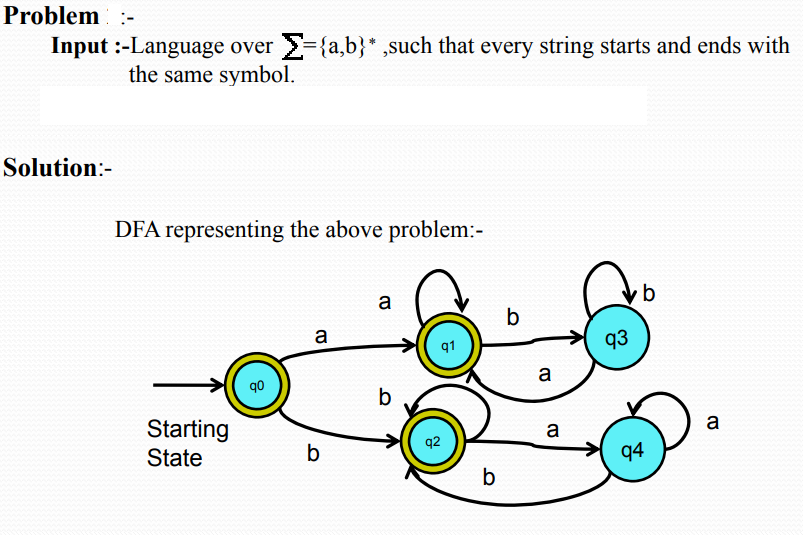 Problem :-
Input :-Language over ∑={a,b}* ,such that every string starts and ends with
the same symbol.
Solution:-
DFA representing the above problem:-
a
b
b
a
q1
q3
a
a
q0
b
Starting
State
b
q2
a
q4
a
b